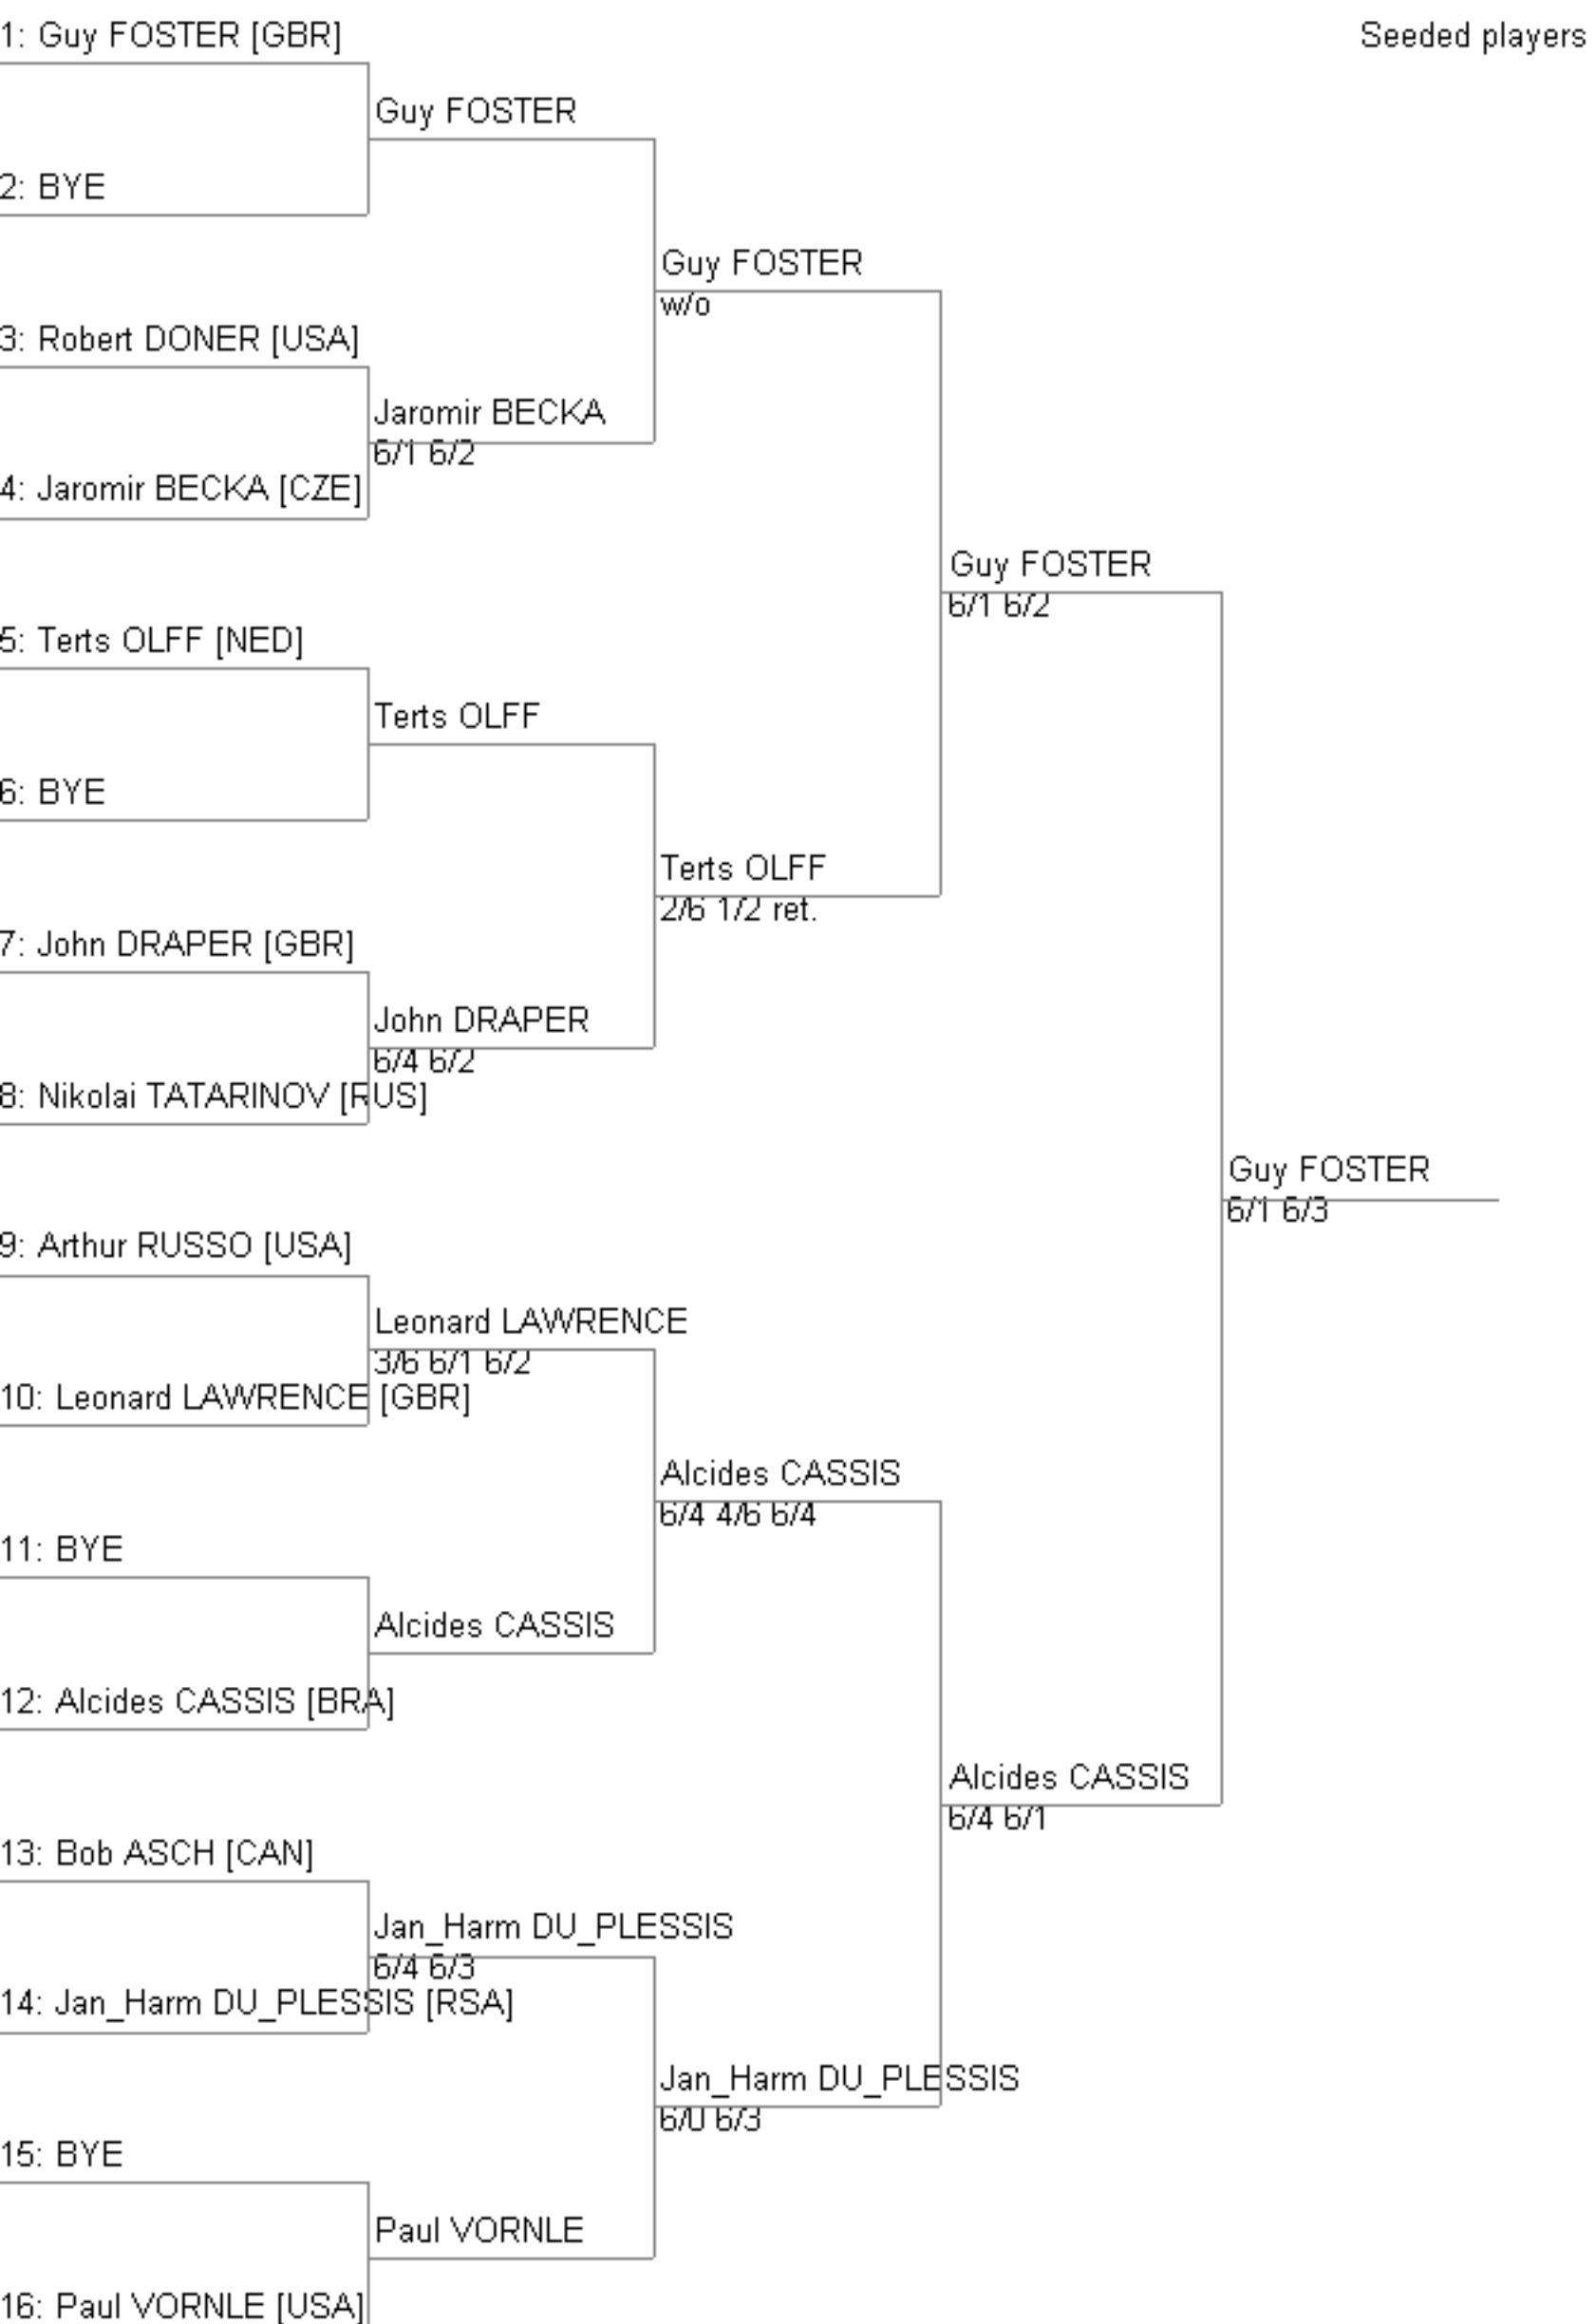 1: Guy FOSTER [GBR]
Seeded players
Guy FOSTER
2: BYE
Guy FOSTER
w/o
3: Robert DONER [USA]
Jaromir BECKA
6/1 6/2
4: Jaromir BECKA [CZE]
Guy FOSTER
6/1 6/2
5: Terts OLFF [NED]
Terts OLFF
6: BYE
Terts OLFF
2/6 1/2 ret.
7: John DRAPER [GBR]
John DRAPER
6/4 6/2
8: Nikolai TATARINOV [RUS]
Guy FOSTER
6/1 6/3
9: Arthur RUSSO [USA]
Leonard LAWRENCE
3/6 6/1 6/2
10: Leonard LAWRENCE [GBR]
Alcides CASSIS
6/4 4/6 6/4
11: BYE
Alcides CASSIS
12: Alcides CASSIS [BRA]
Alcides CASSIS
6/4 6/1
13: Bob ASCH [CAN]
Jan_Harm DU_PLESSIS
6/4 6/3
14: Jan_Harm DU_PLESSIS [RSA]
Jan_Harm DU_PLESSIS
6/0 6/3
15: BYE
Paul VORNLE
16: Paul VORNLE [USA]